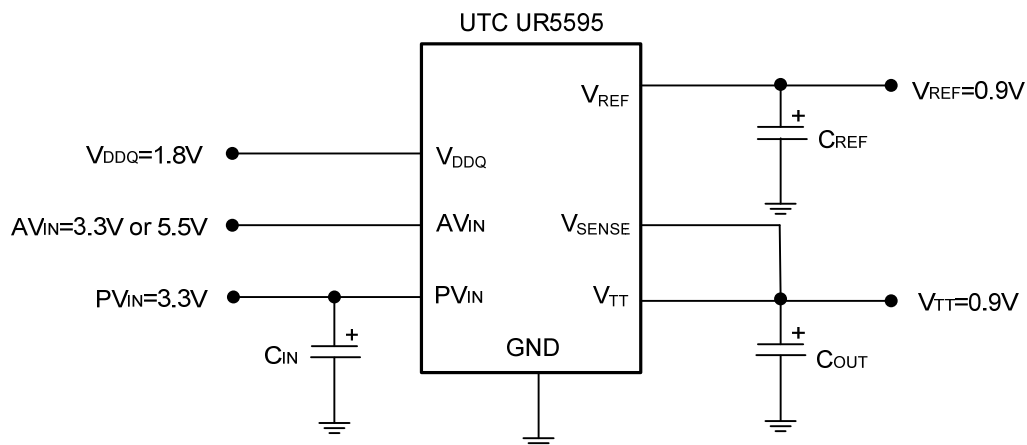 UTC UR5595
VREF
VREF=0.9V
+
CREF
VDDQ=1.8V
VDDQ
AVIN=3.3V or 5.5V
AVIN
VSENSE
PVIN=3.3V
PVIN
VTT
VTT=0.9V
+
CIN
GND
+
COUT